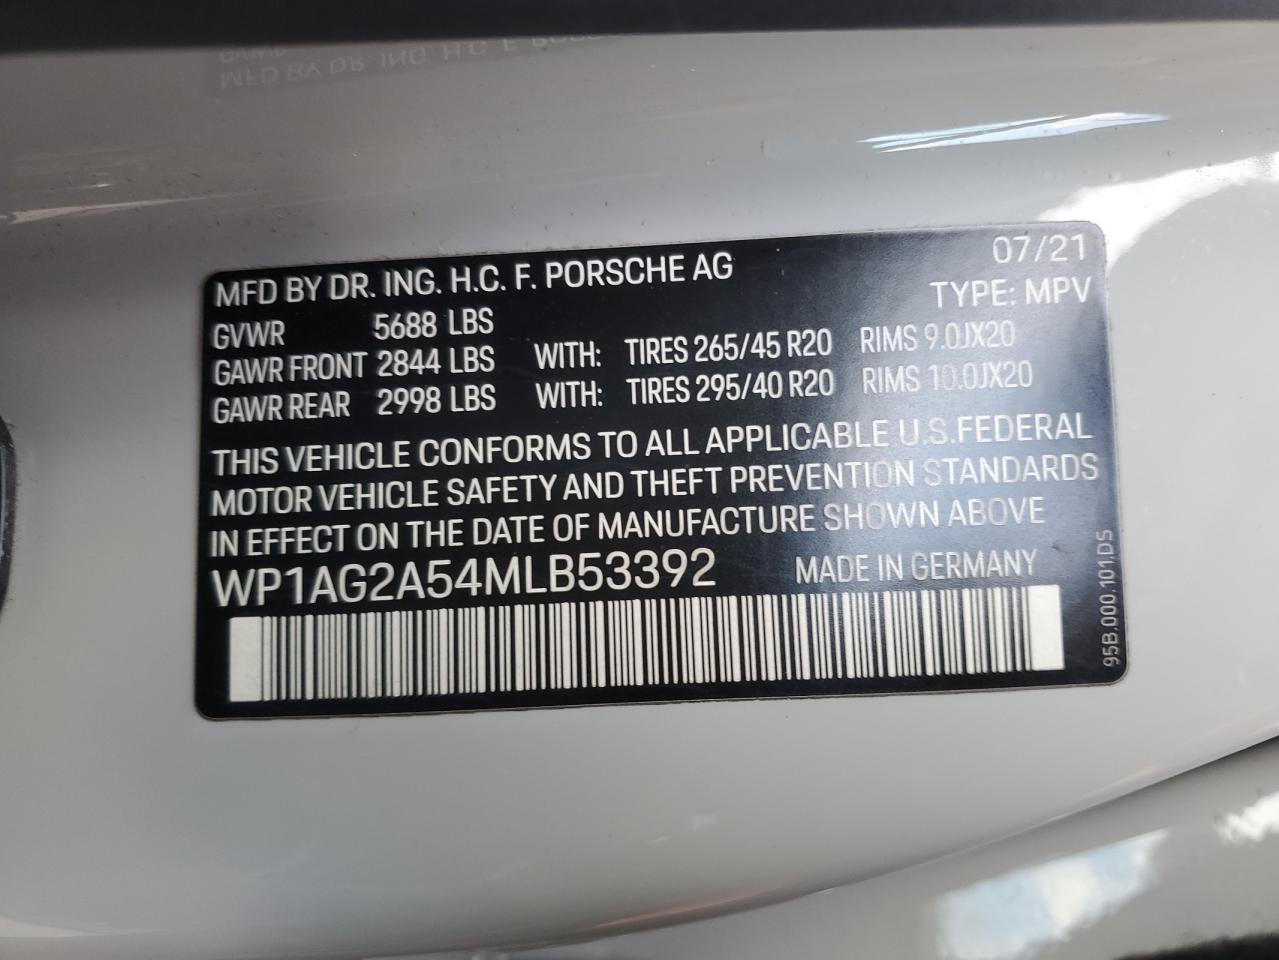 MFD BY DR. ING. H.C. F. PORSCHE AG 07/21
TYPE: MPV
GVWR 5688 LBS
GAWR FRONT 2844 LBS WITH: TIRES 265/45 R20 RIMS 9.0JX20
GAWR REAR 2998 LBS WITH: TIRES 295/40 R20 RIMS 10.0JX20
THIS VEHICLE CONFORMS TO ALL APPLICABLE U.S.FEDERAL
MOTOR VEHICLE SAFETY AND THEFT PREVENTION STANDARDS
IN EFFECT ON THE DATE OF MANUFACTURE SHOWN ABOVE
WP1AG2A54MLB53392 MADE IN GERMANY
95B.000.101.DS